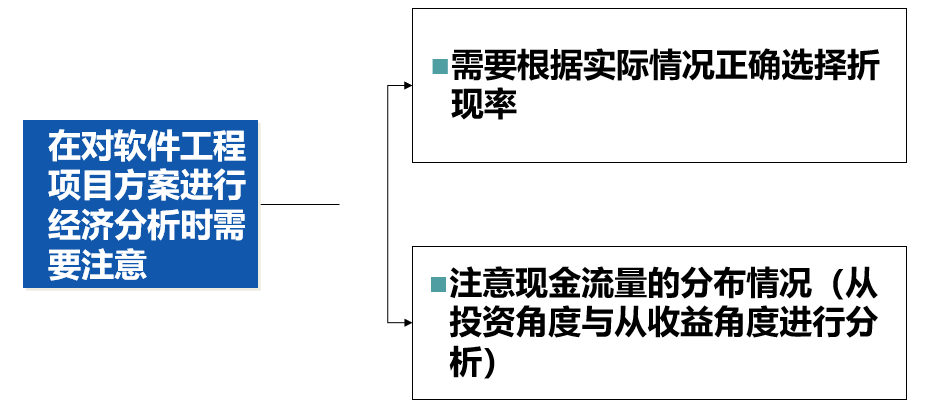 在对软件工程
项目方案进行
经济分析时需
要注意
需要根据实际情况正确选择折
现率
注意现金流量的分布情况（从
投资角度与从收益角度进行分
析）